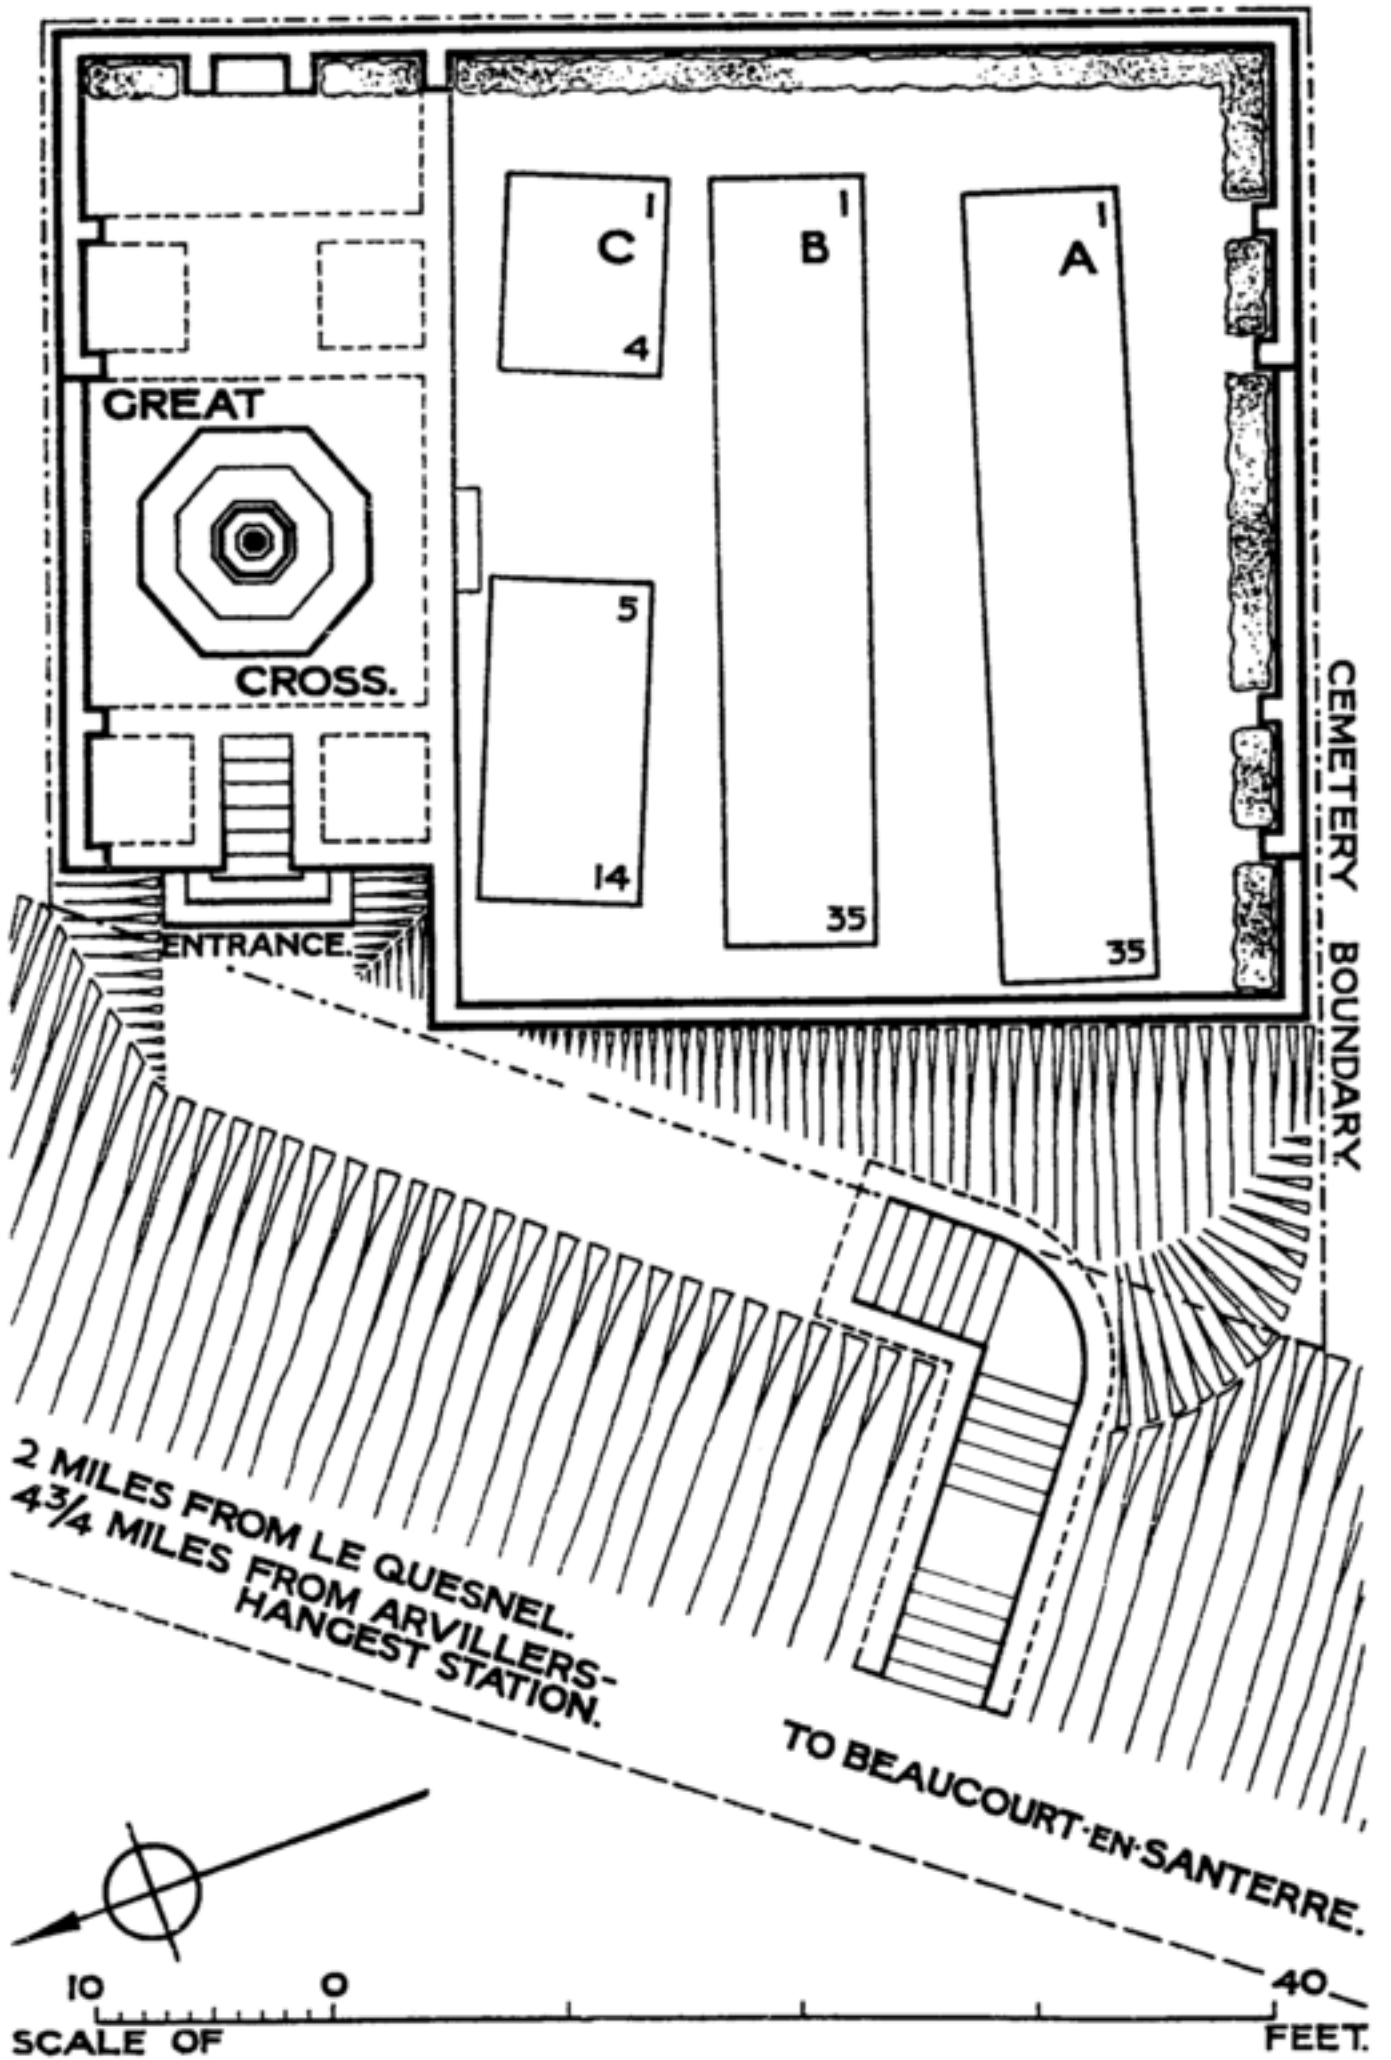 1
C
4
1
B
1
A
GREAT
CROSS.
5
14
35
35
ENTRANCE.
CEMETERY BOUNDARY.
2 MILES FROM LE QUESNEL.
4¾ MILES FROM ARVILLERS-
HANGEST STATION.
TO BEAUCOURT·EN·SANTERRE.
10 0 40
SCALE OF FEET.